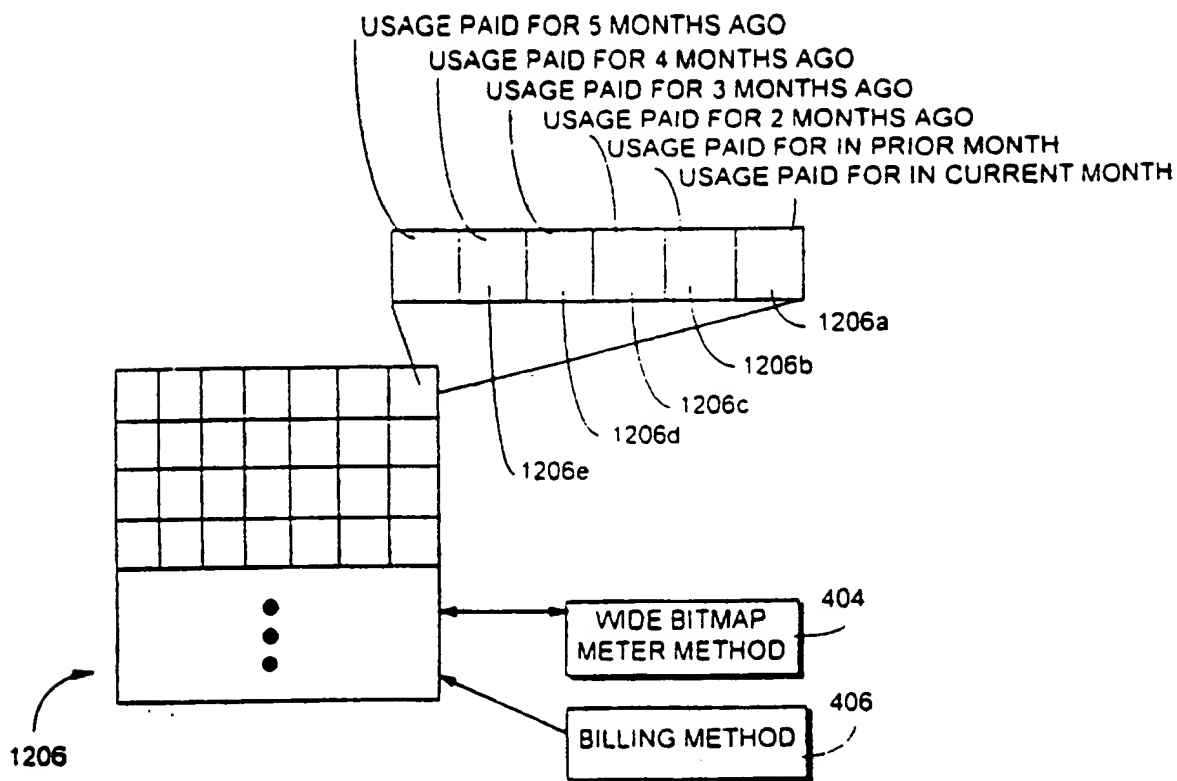 USAGE PAID FOR 5 MONTHS AGO
USAGE PAID FOR 4 MONTHS AGO
USAGE PAID FOR 3 MONTHS AGO
USAGE PAID FOR 2 MONTHS AGO
USAGE PAID FOR IN PRIOR MONTH
USAGE PAID FOR IN CURRENT MONTH
1206a
1206b
1206c
1206d
1206e
404
WIDE BITMAP
METER METHOD
406
BILLING METHOD
1206